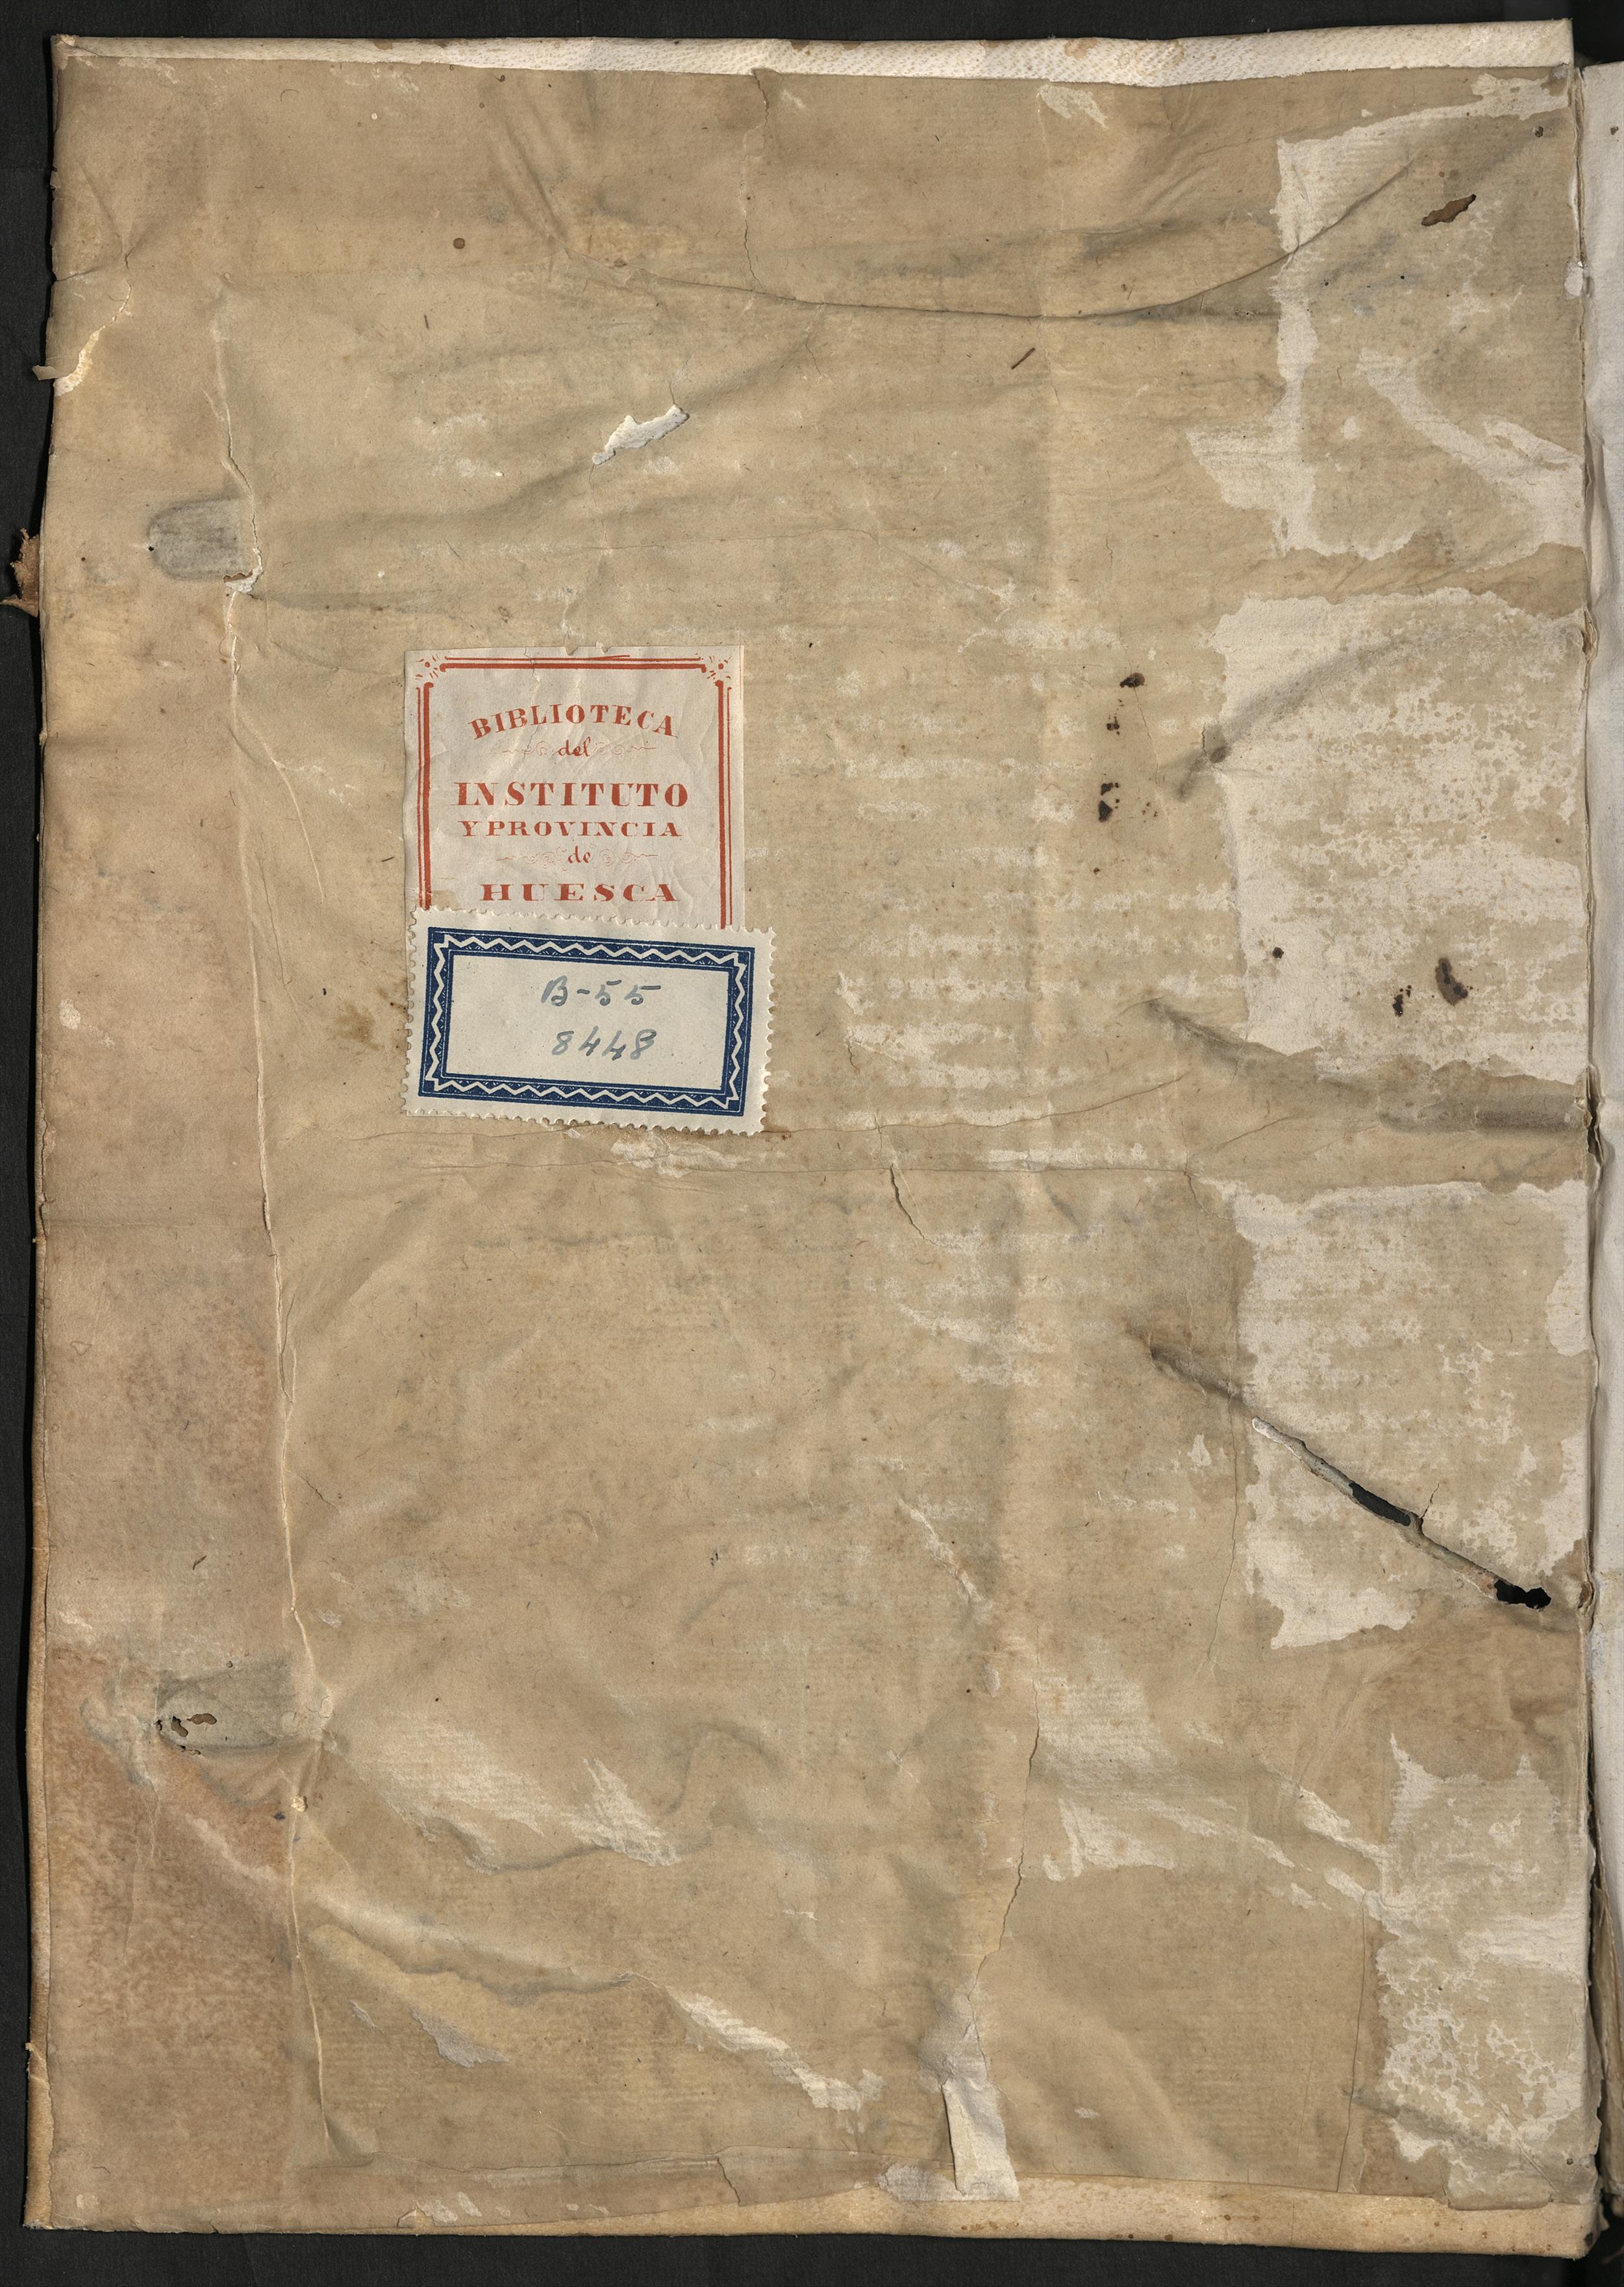 BIBLIOTECA
del
INSTITUTO
Y PROVINCIA
de
HUESCA
B-55
8448